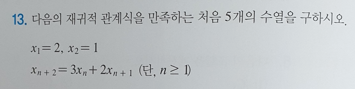 13. 다음의 재귀적 관계식을 만족하는 처음 5개의 수열을 구하시오.
x₁ = 2, x₂ = 1
xₙ₊₂ = 3xₙ + 2xₙ₊₁ (단, n ≥ 1)